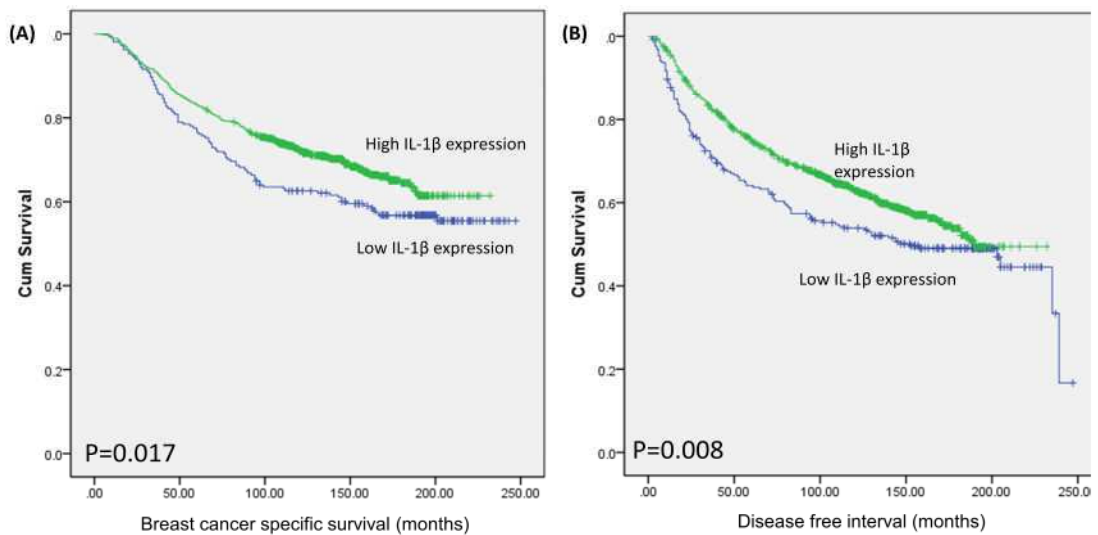 (A)
Cum Survival
.0
0.8
0.6
0.4
0.2
0.0
High IL-1β expression
Low IL-1β expression
P=0.017
.00 50.00 100.00 150.00 200.00 250.00
Breast cancer specific survival (months)
(B)
Cum Survival
.0
0.8
0.6
0.4
0.2
0.0
High IL-1β
expression
Low IL-1β expression
P=0.008
.00 50.00 100.00 150.00 200.00 250.00
Disease free interval (months)